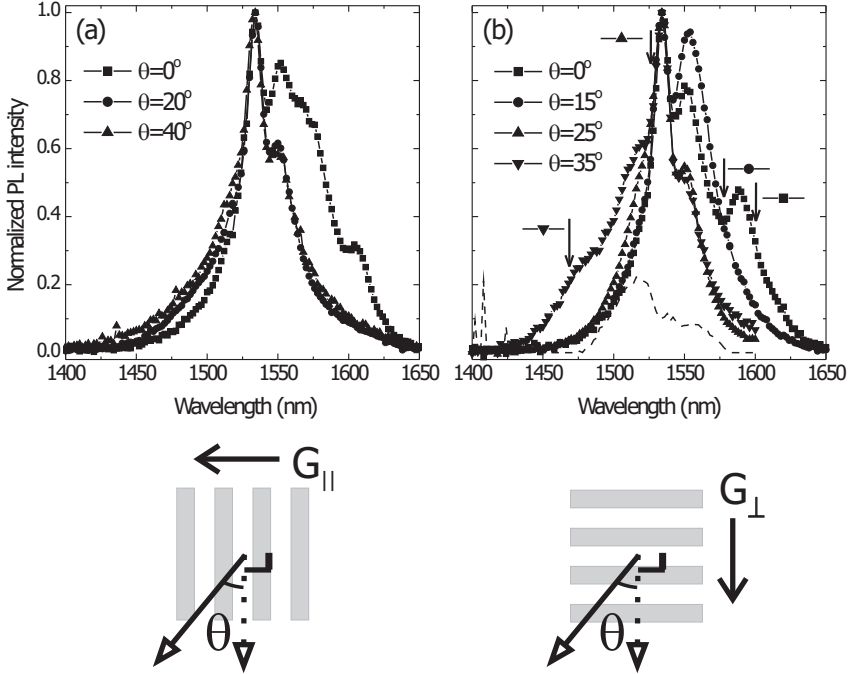 (a)
θ=0°
θ=20°
θ=40°
Normalized PL intensity
1.0
0.8
0.6
0.4
0.2
0.0
1400 1450 1500 1550 1600 1650
Wavelength (nm)
(b)
θ=0°
θ=15°
θ=25°
θ=35°
1400 1450 1500 1550 1600 1650
Wavelength (nm)
G||
θ
G⊥
θ